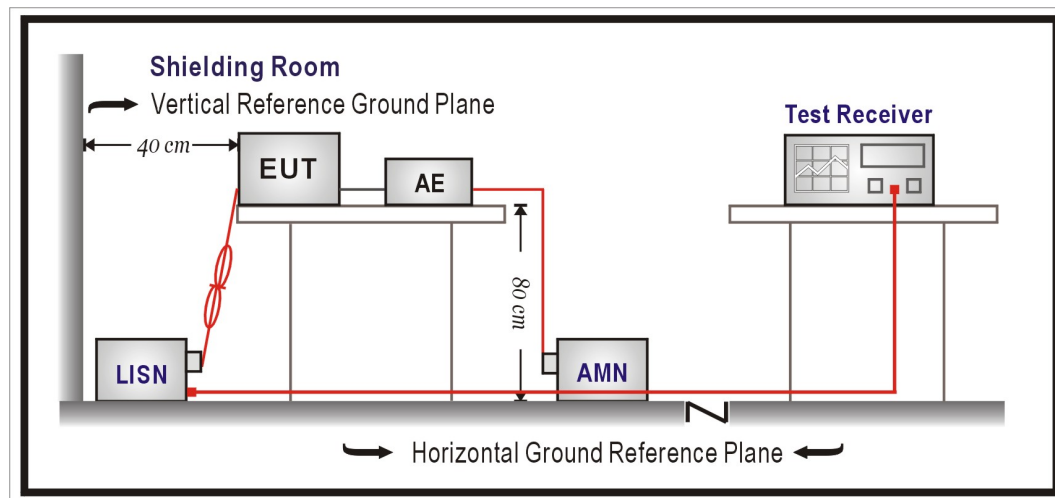 Shielding Room
Vertical Reference Ground Plane
40 cm
Test Receiver
EUT
AE
80 cm
LISN
AMN
Horizontal Ground Reference Plane